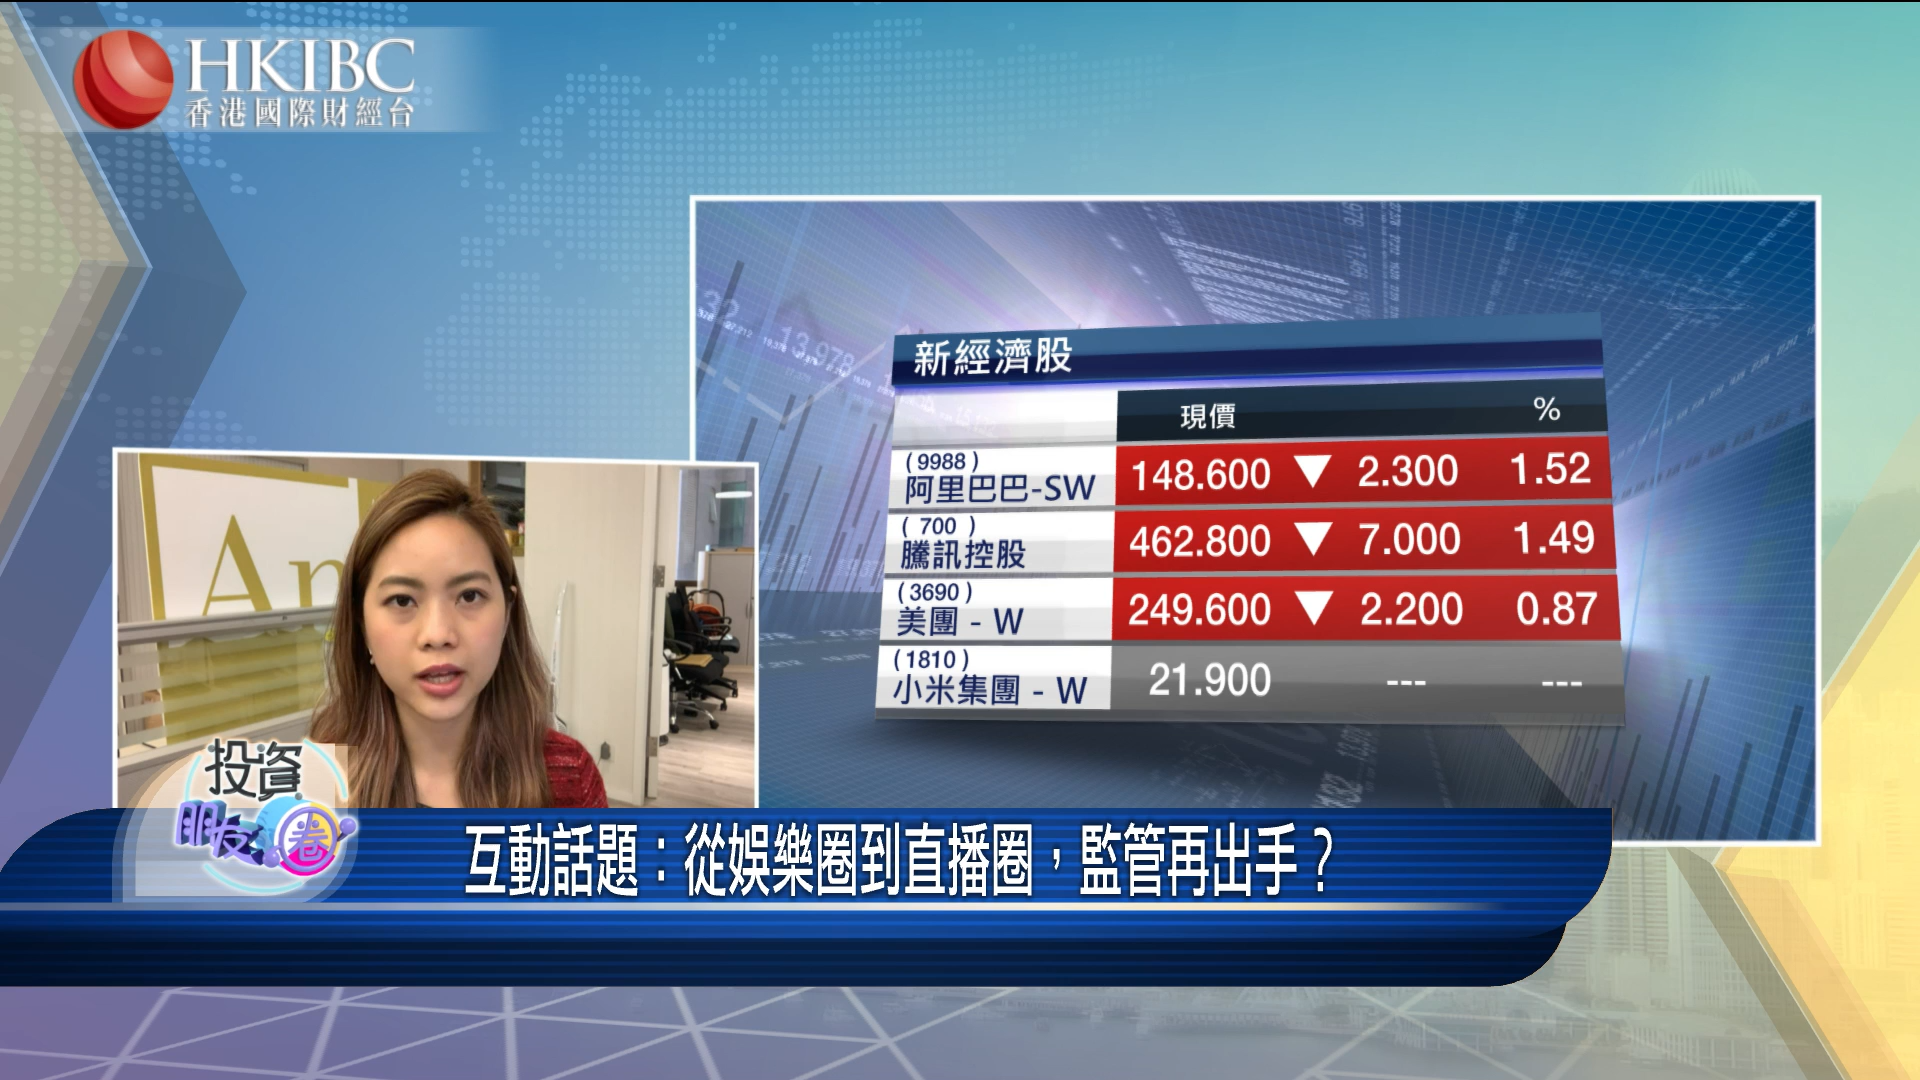 HKIBC
香港國際財經台
新經濟股
現價 %
(9988)
阿里巴巴-SW 148.600 ▼ 2.300 1.52
(700)
騰訊控股 462.800 ▼ 7.000 1.49
(3690)
美團 - W 249.600 ▼ 2.200 0.87
(1810)
小米集團 - W 21.900 --- ---
An
投資
朋友圈
互動話題：從娛樂圈到直播圈，監管再出手？